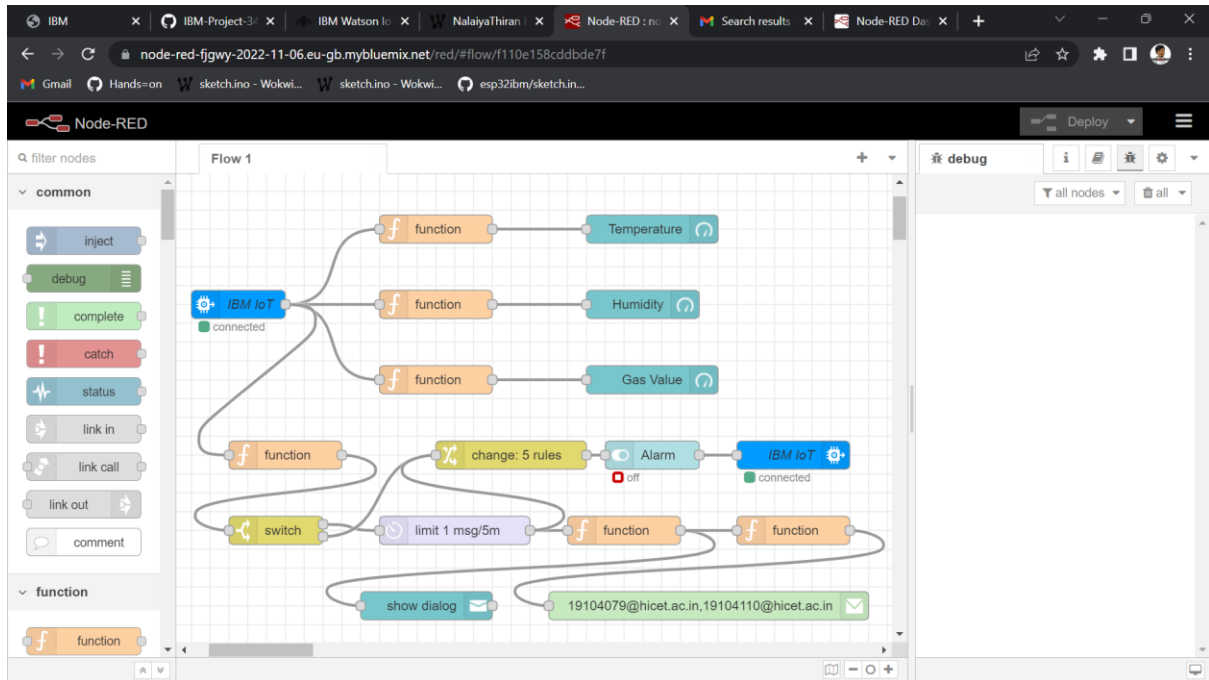 IBM
IBM-Project-34
IBM Watson Io
NalaiyaThiran
Node-RED : no
Search results
Node-RED Das
node-red-fjgwy-2022-11-06.eu-gb.mybluemix.net/red/#flow/f110e158cddbde7f
Gmail
Hands=on
sketch.ino - Wokwi...
sketch.ino - Wokwi...
esp32ibm/sketch.in...
Node-RED
Deploy
filter nodes
Flow 1
debug
common
all nodes
all
inject
debug
complete
catch
status
link in
link call
link out
comment
function
function
function
Temperature
IBM IoT
connected
function
Humidity
function
Gas Value
function
change: 5 rules
Alarm
off
IBM IoT
connected
switch
limit 1 msg/5m
function
function
show dialog
19104079@hicet.ac.in,19104110@hicet.ac.in